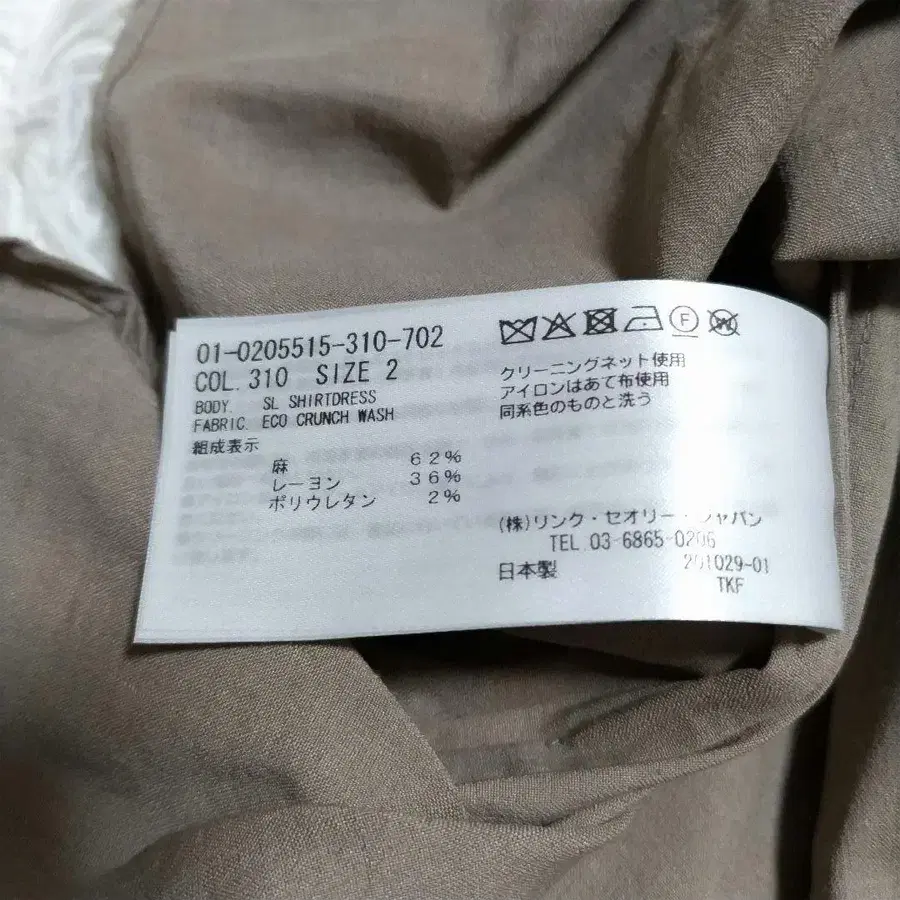 01-0205515-310-702
COL. 310 SIZE 2
BODY. SL SHIRTDRESS
FABRIC. ECO CRUNCH WASH
組成表示
麻 62%
レーヨン 36%
ポリウレタン 2%
F W
クリーニングネット使用
アイロンはあて布使用
同系色のものと洗う
(株)リンク・セオリー・ジャパン
TEL.03-6865-0206
日本製 201029-01
TKF